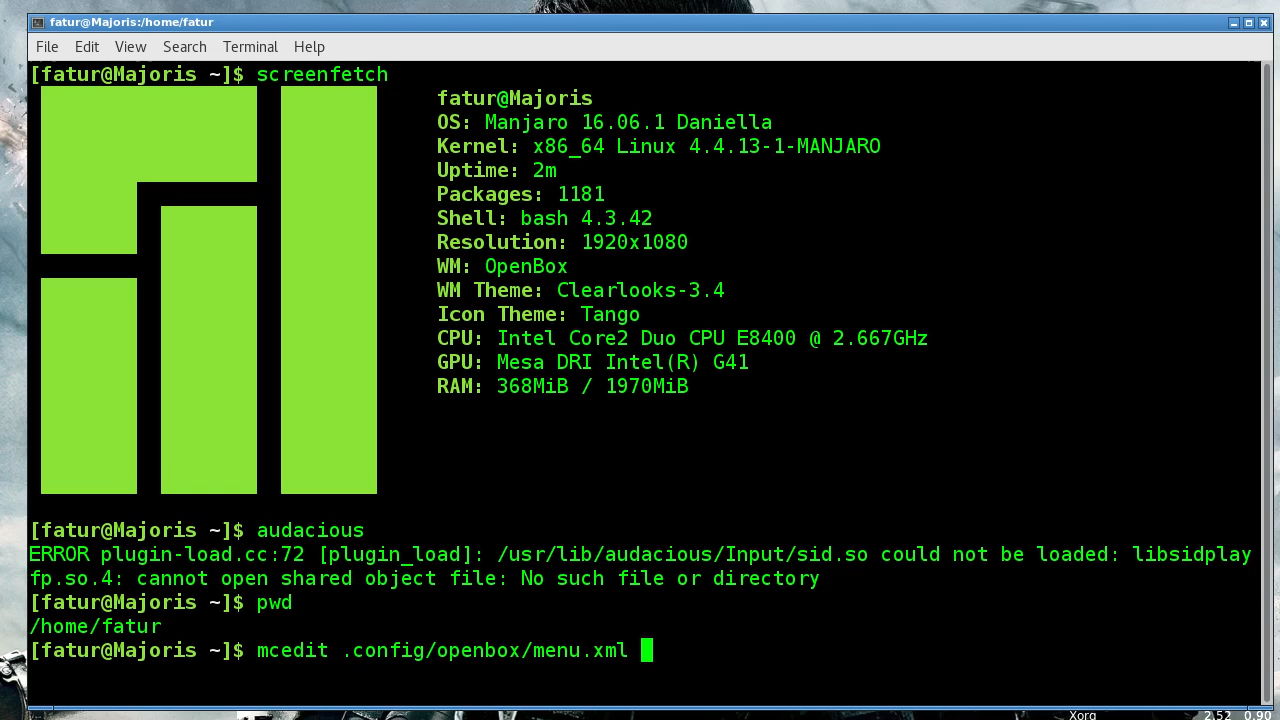 fatur@Majoris:/home/fatur
File Edit View Search Terminal Help
[fatur@Majoris ~]$ screenfetch
fatur@Majoris
OS: Manjaro 16.06.1 Daniella
Kernel: x86_64 Linux 4.4.13-1-MANJARO
Uptime: 2m
Packages: 1181
Shell: bash 4.3.42
Resolution: 1920x1080
WM: OpenBox
WM Theme: Clearlooks-3.4
Icon Theme: Tango
CPU: Intel Core2 Duo CPU E8400 @ 2.667GHz
GPU: Mesa DRI Intel(R) G41
RAM: 368MiB / 1970MiB
[fatur@Majoris ~]$ audacious
ERROR plugin-load.cc:72 [plugin_load]: /usr/lib/audacious/Input/sid.so could not be loaded: libsidplay
fp.so.4: cannot open shared object file: No such file or directory
[fatur@Majoris ~]$ pwd
/home/fatur
[fatur@Majoris ~]$ mcedit .config/openbox/menu.xml
Xorg 2.52 0.90